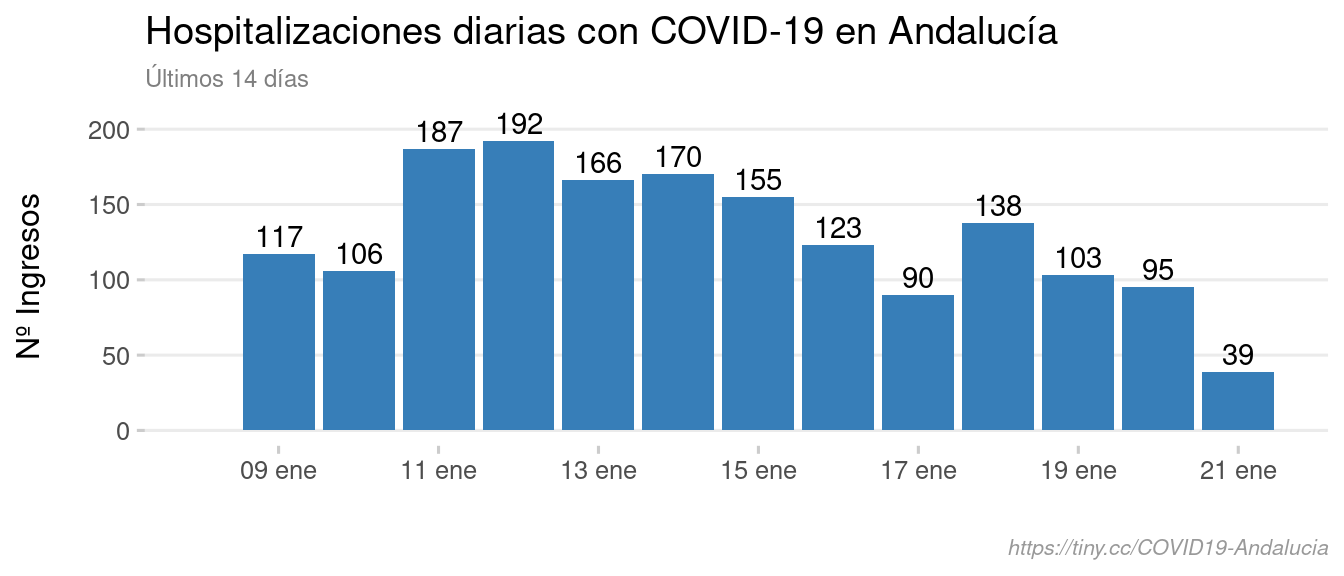 Hospitalizaciones diarias con COVID-19 en Andalucía
Últimos 14 días
Nº Ingresos
200
150
100
50
0
117
106
187
192
166
170
155
123
90
138
103
95
39
09 ene
11 ene
13 ene
15 ene
17 ene
19 ene
21 ene
https://tiny.cc/COVID19-Andalucia